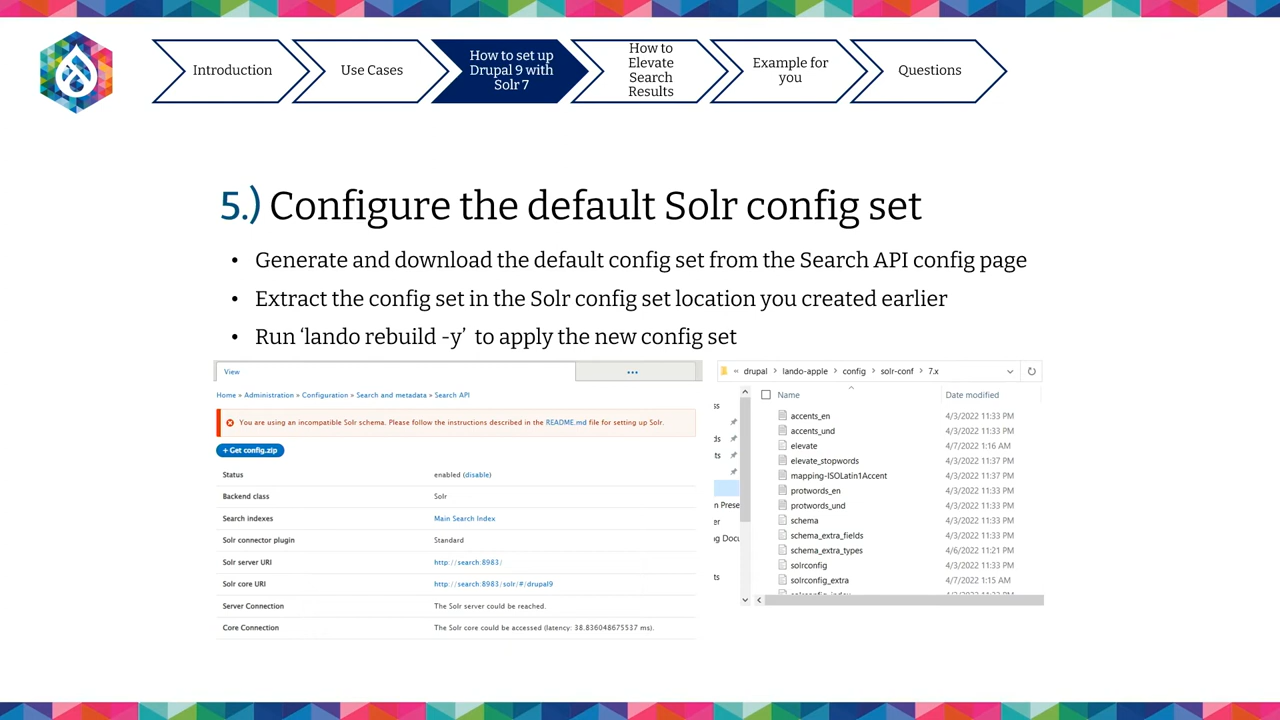 Introduction
Use Cases
How to set up
Drupal 9 with
Solr 7
How to
Elevate
Search
Results
Example for
you
Questions
5.) Configure the default Solr config set
• Generate and download the default config set from the Search API config page
• Extract the config set in the Solr config set location you created earlier
• Run ‘lando rebuild -y’ to apply the new config set
View
Home » Administration » Configuration » Search and metadata » Search API
You are using an incompatible Solr schema. Please follow the instructions described in the README.md file for setting up Solr.
+ Get config.zip
Status enabled (disable)
Backend class Solr
Search indexes Main Search Index
Solr connector plugin Standard
Solr server URI http://search:8983/
Solr core URI http://search:8983/solr/#/drupal9
Server Connection The Solr server could be reached.
Core Connection The Solr core could be accessed (latency: 38.836048675537 ms).
« drupal > lando-apple > config > solr-conf > 7.x
Name Date modified
accents_en 4/3/2022 11:33 PM
accents_und 4/3/2022 11:33 PM
elevate 4/7/2022 1:16 AM
elevate_stopwords 4/3/2022 11:37 PM
mapping-ISOLatin1Accent 4/3/2022 11:37 PM
protwords_en 4/3/2022 11:33 PM
protwords_und 4/3/2022 11:33 PM
schema 4/3/2022 11:33 PM
schema_extra_fields 4/3/2022 11:33 PM
schema_extra_types 4/6/2022 11:21 PM
solrconfig 4/3/2022 11:33 PM
solrconfig_extra 4/7/2022 1:15 AM